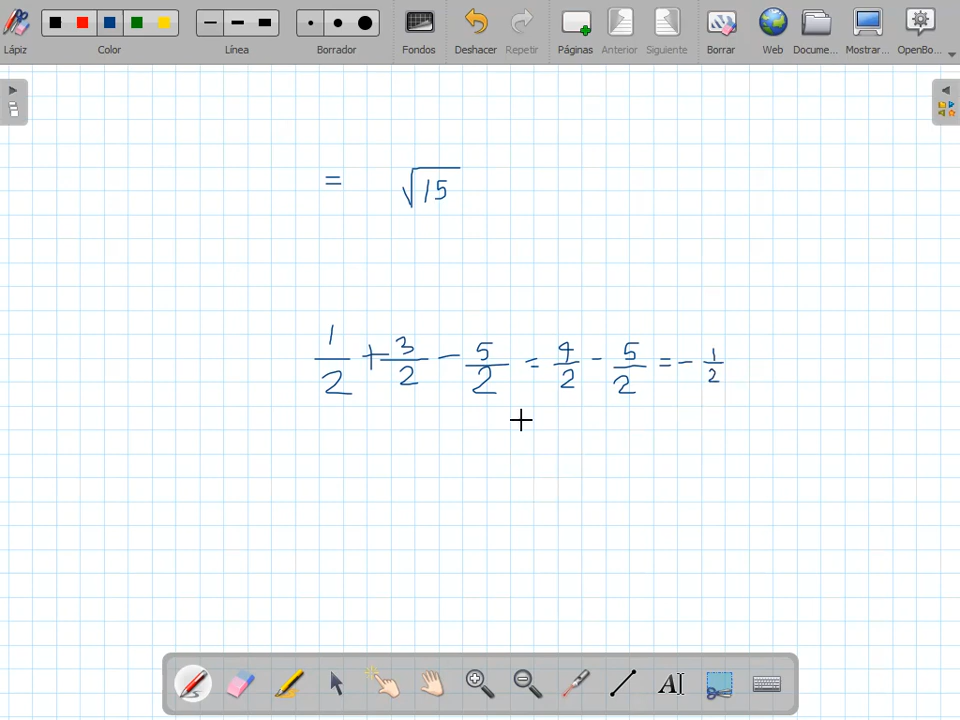 Lápiz Color Línea Borrador Fondos Deshacer Repetir Páginas Anterior Siguiente Borrar Web Docume... Mostrar... OpenBo...
= √15
1/2 + 3/2 - 5/2 = 4/2 - 5/2 = - 1/2
AI